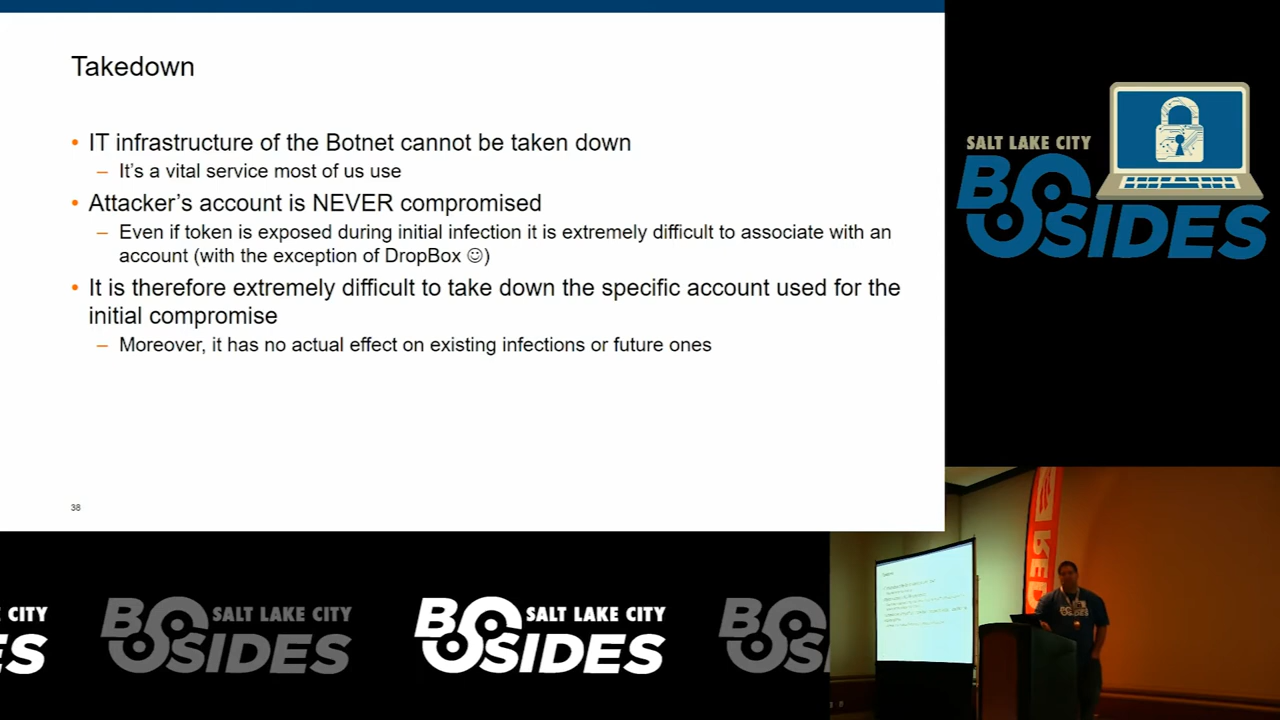 Takedown
• IT infrastructure of the Botnet cannot be taken down
– It's a vital service most of us use
• Attacker's account is NEVER compromised
– Even if token is exposed during initial infection it is extremely difficult to associate with an
account (with the exception of DropBox ☺)
• It is therefore extremely difficult to take down the specific account used for the
initial compromise
– Moreover, it has no actual effect on existing infections or future ones
38
SALT LAKE CITY
BSIDES
RED
Takedown
BSIDES
CITY
ES
SALT LAKE CITY
BSIDES
SALT LAKE CITY
BSIDES
BSI